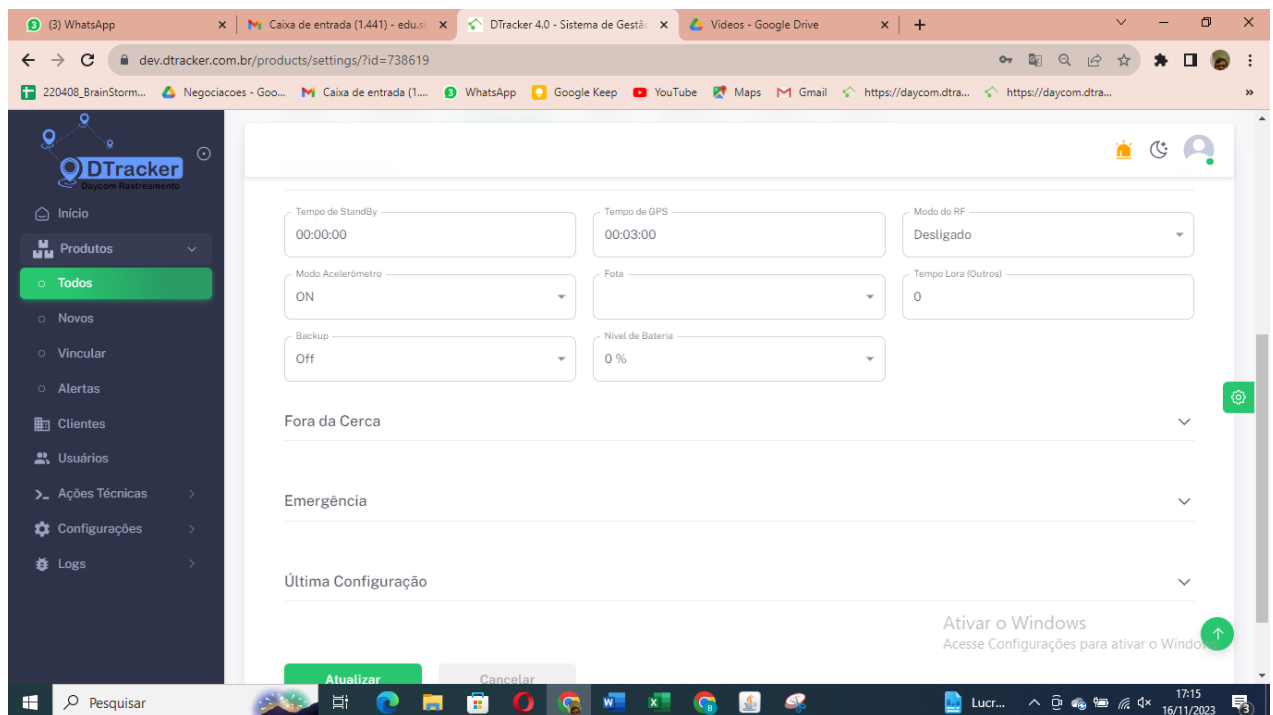 (3) WhatsApp
Caixa de entrada (1.441) - edu.si
DTracker 4.0 - Sistema de Gestã
Videos - Google Drive
dev.dtracker.com.br/products/settings/?id=738619
220408_BrainStorm...
Negociacoes - Goo...
Caixa de entrada (1....
WhatsApp
Google Keep
YouTube
Maps
Gmail
https://daycom.dtra...
https://daycom.dtra...
DTracker
Daycom Rastreamento
Início
Produtos
Todos
Novos
Vincular
Alertas
Clientes
Usuários
Ações Técnicas
Configurações
Logs
Tempo de StandBy
00:00:00
Tempo de GPS
00:03:00
Modo do RF
Desligado
Modo Acelerômetro
ON
Fota
Tempo Lora (Outros)
0
Backup
Off
Nível de Bateria
0 %
Fora da Cerca
Emergência
Última Configuração
Ativar o Windows
Acesse Configurações para ativar o Windows
Atualizar
Cancelar
Pesquisar
Lucr...
17:15
16/11/2023
3